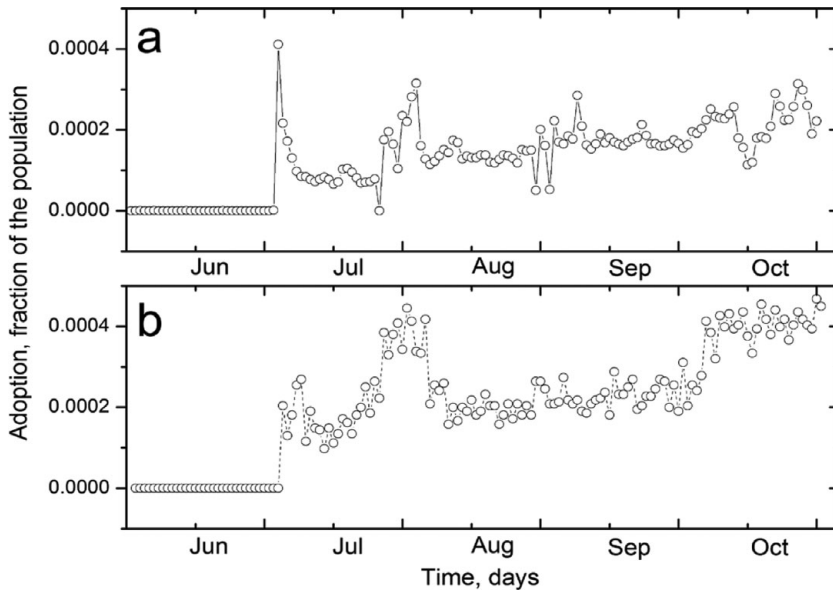 a
0.0004
0.0002
0.0000
Jun Jul Aug Sep Oct
b
0.0004
0.0002
0.0000
Jun Jul Aug Sep Oct
Time, days
Adoption, fraction of the population